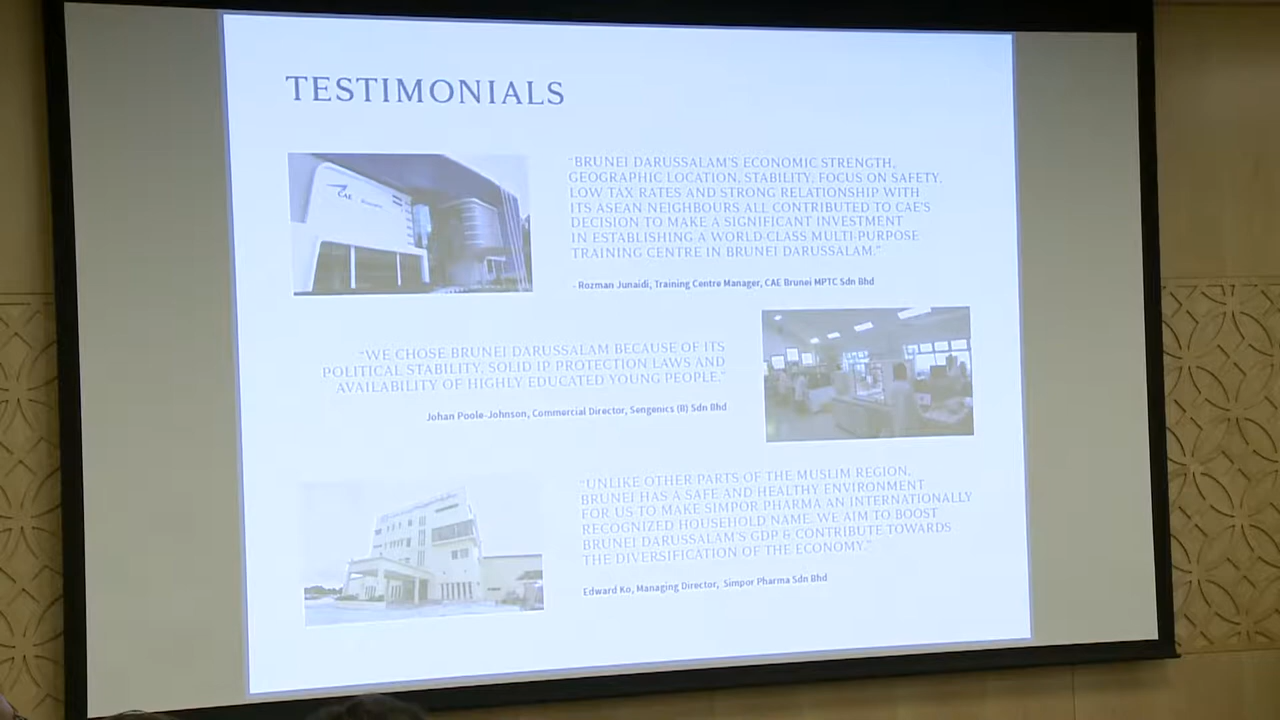 TESTIMONIALS
CAE
"BRUNEI DARUSSALAM'S ECONOMIC STRENGTH,
GEOGRAPHIC LOCATION, STABILITY, FOCUS ON SAFETY,
LOW TAX RATES AND STRONG RELATIONSHIP WITH
ITS ASEAN NEIGHBOURS ALL CONTRIBUTED TO CAE'S
DECISION TO MAKE A SIGNIFICANT INVESTMENT
IN ESTABLISHING A WORLD-CLASS MULTI-PURPOSE
TRAINING CENTRE IN BRUNEI DARUSSALAM."
- Rozman Junaidi, Training Centre Manager, CAE Brunei MPTC Sdn Bhd
"WE CHOSE BRUNEI DARUSSALAM BECAUSE OF ITS
POLITICAL STABILITY, SOLID IP PROTECTION LAWS AND
AVAILABILITY OF HIGHLY EDUCATED YOUNG PEOPLE."
Johan Poole-Johnson, Commercial Director, Sengenics (B) Sdn Bhd
"UNLIKE OTHER PARTS OF THE MUSLIM REGION,
BRUNEI HAS A SAFE AND HEALTHY ENVIRONMENT
FOR US TO MAKE SIMPOR PHARMA AN INTERNATIONALLY
RECOGNIZED HOUSEHOLD NAME. WE AIM TO BOOST
BRUNEI DARUSSALAM'S GDP & CONTRIBUTE TOWARDS
THE DIVERSIFICATION OF THE ECONOMY."
Edward Ko, Managing Director, Simpor Pharma Sdn Bhd